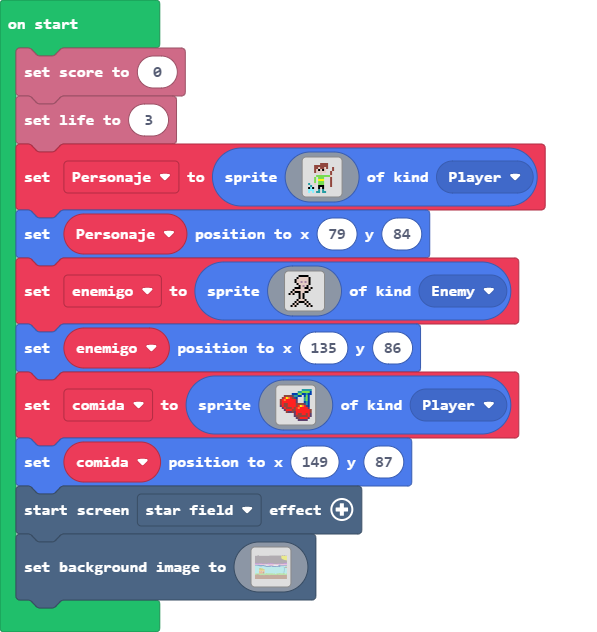 on start
set score to 0
set life to 3
set Personaje to sprite of kind Player
set Personaje position to x 79 y 84
set enemigo to sprite of kind Enemy
set enemigo position to x 135 y 86
set comida to sprite of kind Player
set comida position to x 149 y 87
start screen star field effect
set background image to